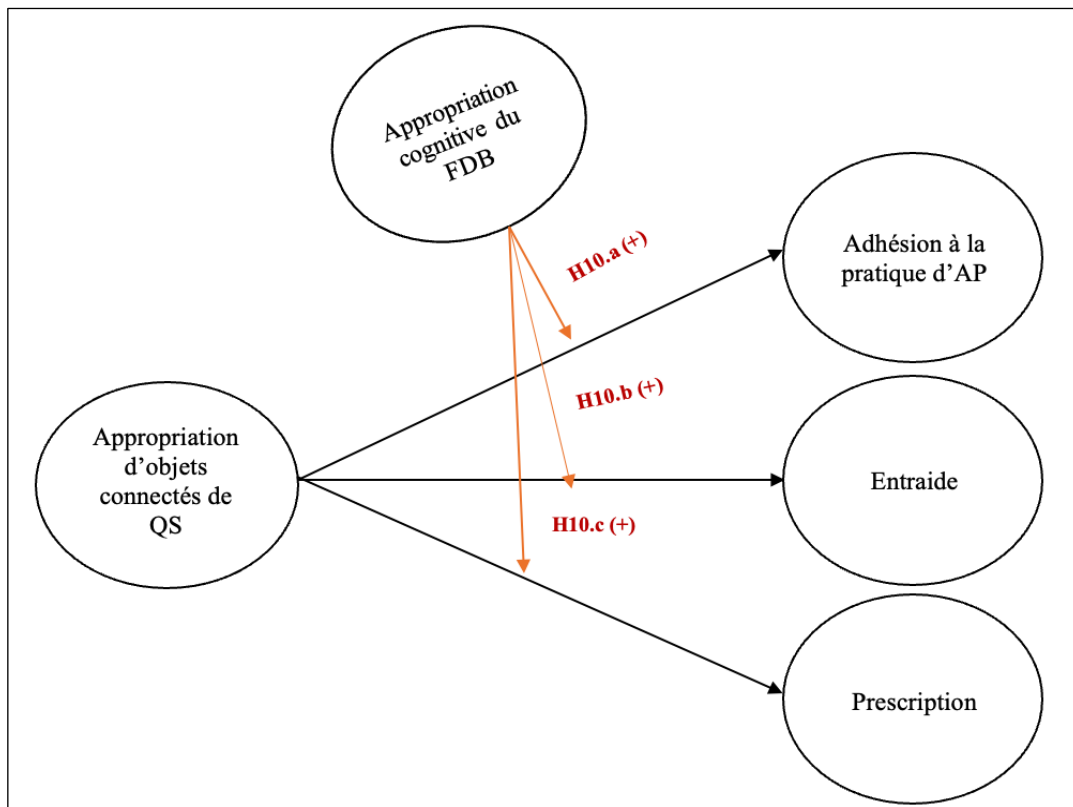 Appropriation
cognitive du
FDB
H10.a (+)
Adhésion à la
pratique d’AP
H10.b (+)
Appropriation
d’objets
connectés de
QS
Entraide
H10.c (+)
Prescription